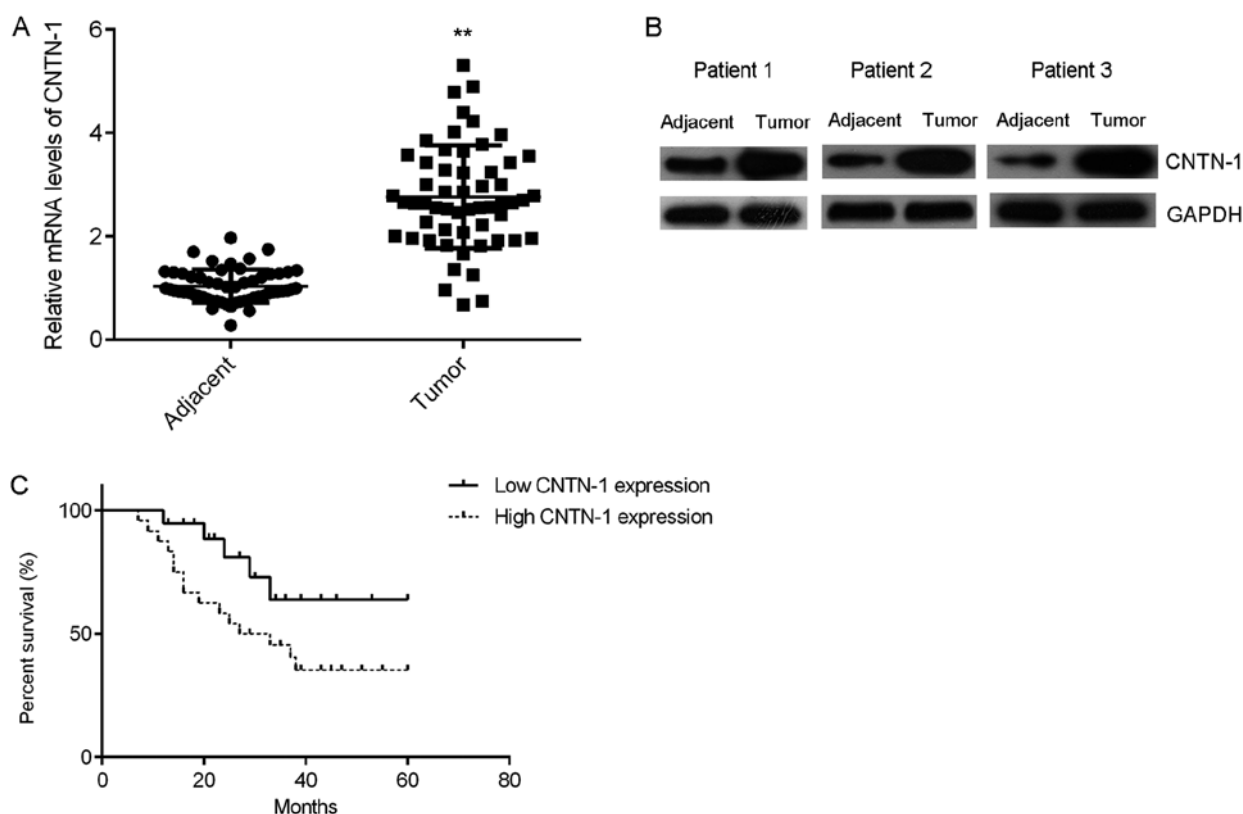 A
Relative mRNA levels of CNTN-1
6
4
2
0
**
Adjacent
Tumor
B
Patient 1
Patient 2
Patient 3
Adjacent Tumor
Adjacent Tumor
Adjacent Tumor
CNTN-1
GAPDH
C
Low CNTN-1 expression
High CNTN-1 expression
Percent survival (%)
100
50
0
0 20 40 60 80
Months